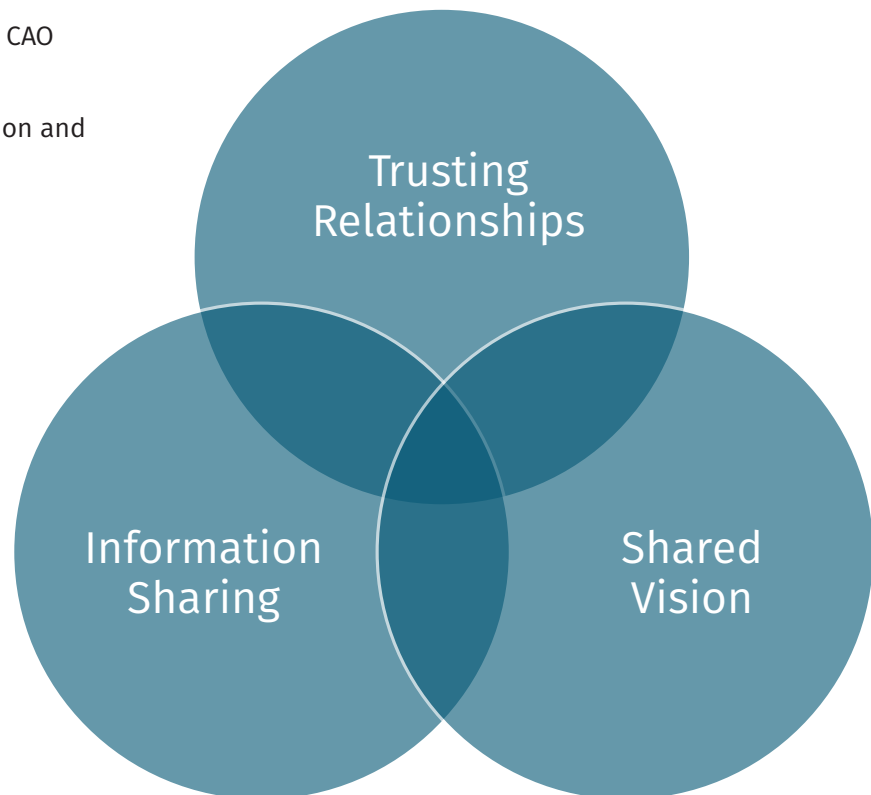 CAO
on and
Trusting
Relationships
Information
Sharing
Shared
Vision